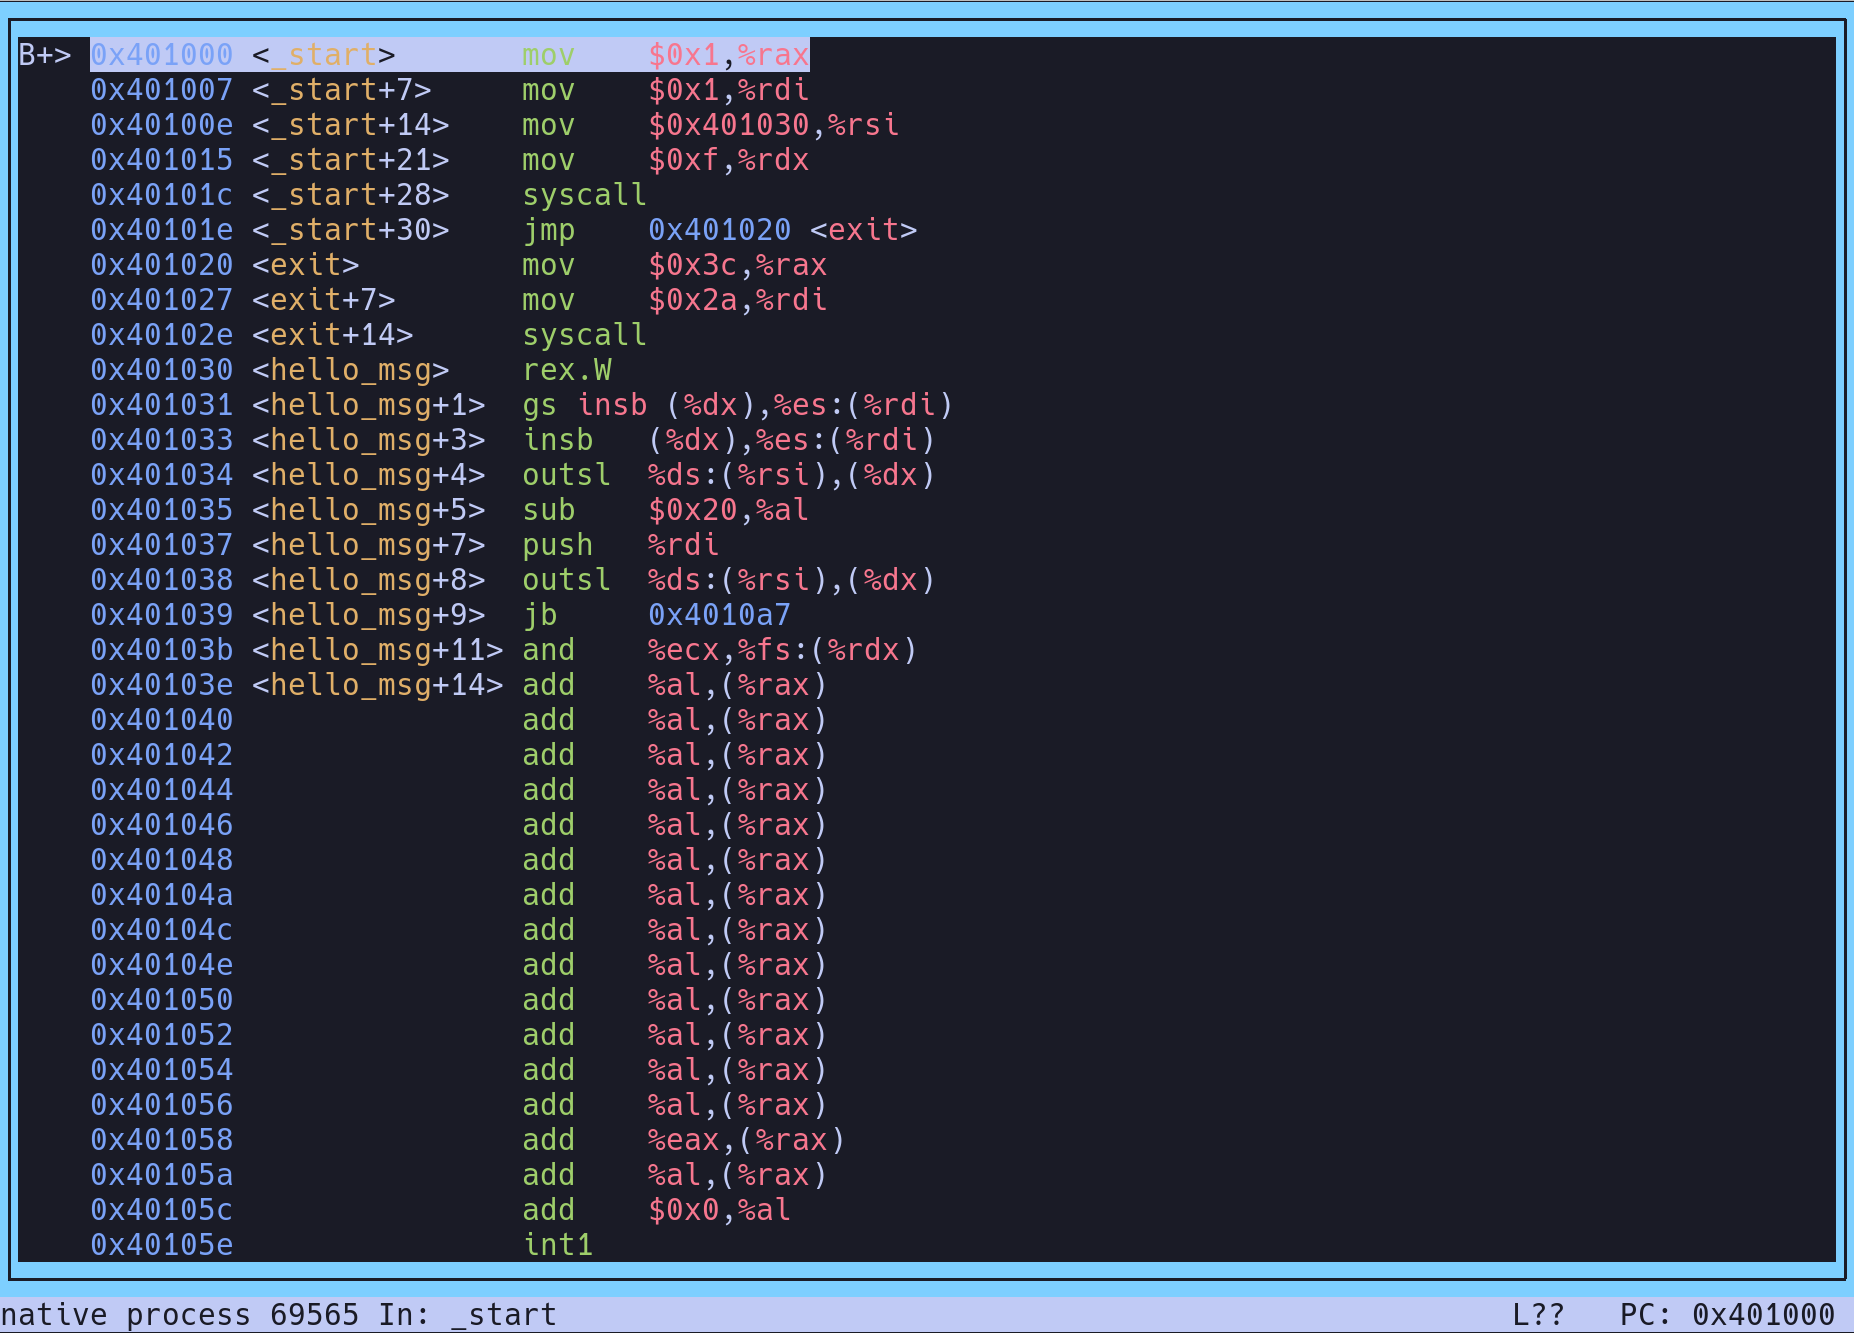 B+> 0x401000 <_start>       mov    $0x1,%rax
    0x401007 <_start+7>     mov    $0x1,%rdi
    0x40100e <_start+14>    mov    $0x401030,%rsi
    0x401015 <_start+21>    mov    $0xf,%rdx
    0x40101c <_start+28>    syscall
    0x40101e <_start+30>    jmp    0x401020 <exit>
    0x401020 <exit>         mov    $0x3c,%rax
    0x401027 <exit+7>       mov    $0x2a,%rdi
    0x40102e <exit+14>      syscall
    0x401030 <hello_msg>    rex.W
    0x401031 <hello_msg+1>  gs insb (%dx),%es:(%rdi)
    0x401033 <hello_msg+3>  insb   (%dx),%es:(%rdi)
    0x401034 <hello_msg+4>  outsl  %ds:(%rsi),(%dx)
    0x401035 <hello_msg+5>  sub    $0x20,%al
    0x401037 <hello_msg+7>  push   %rdi
    0x401038 <hello_msg+8>  outsl  %ds:(%rsi),(%dx)
    0x401039 <hello_msg+9>  jb     0x4010a7
    0x40103b <hello_msg+11> and    %ecx,%fs:(%rdx)
    0x40103e <hello_msg+14> add    %al,(%rax)
    0x401040                add    %al,(%rax)
    0x401042                add    %al,(%rax)
    0x401044                add    %al,(%rax)
    0x401046                add    %al,(%rax)
    0x401048                add    %al,(%rax)
    0x40104a                add    %al,(%rax)
    0x40104c                add    %al,(%rax)
    0x40104e                add    %al,(%rax)
    0x401050                add    %al,(%rax)
    0x401052                add    %al,(%rax)
    0x401054                add    %al,(%rax)
    0x401056                add    %al,(%rax)
    0x401058                add    %eax,(%rax)
    0x40105a                add    %al,(%rax)
    0x40105c                add    $0x0,%al
    0x40105e                int1
native process 69565 In: _start    L??   PC: 0x401000